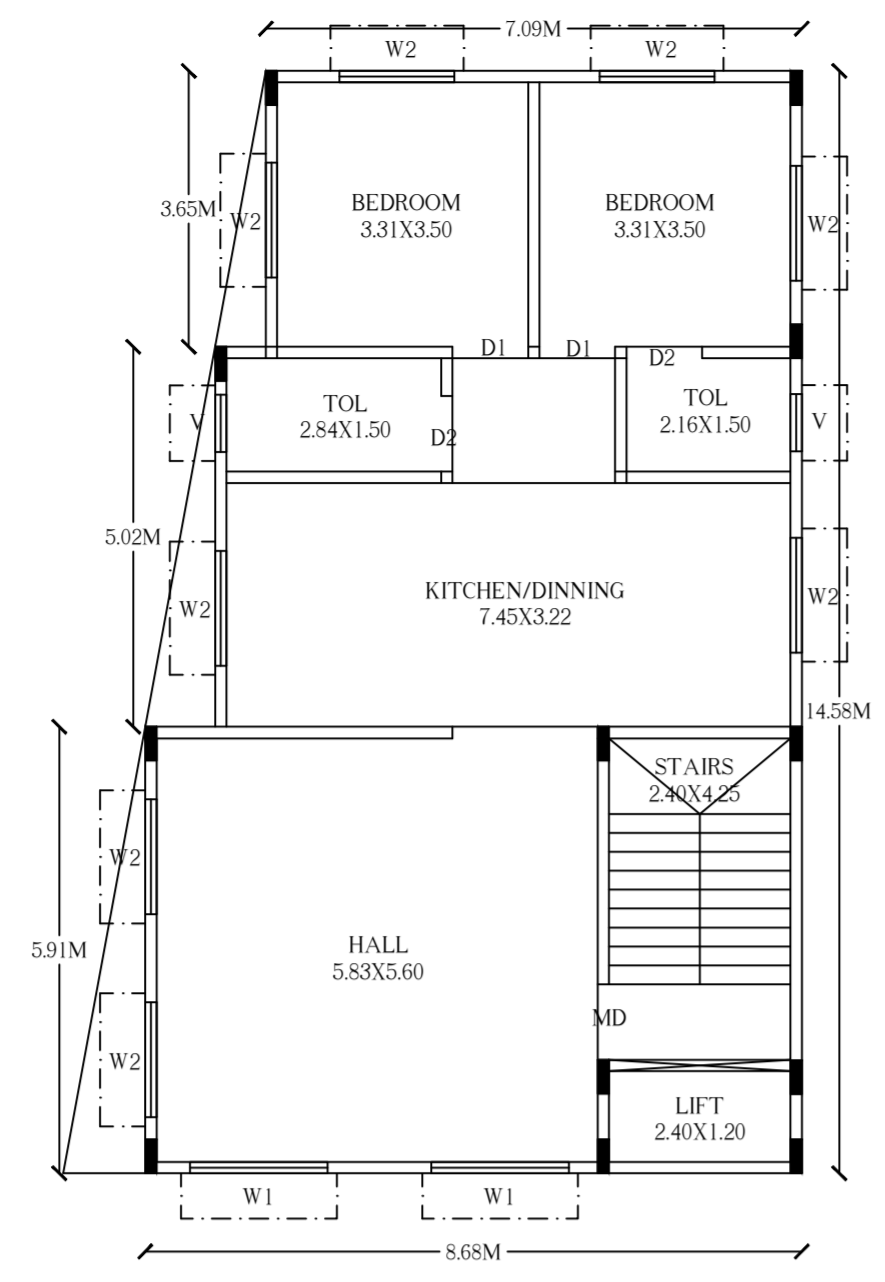 7.09M
W2
W2
BEDROOM
3.31X3.50
BEDROOM
3.31X3.50
3.65M
W2
W2
D1
D1
D2
TOL
2.84X1.50
TOL
2.16X1.50
V
V
D2
5.02M
KITCHEN/DINNING
7.45X3.22
W2
W2
14.58M
STAIRS
2.40X4.25
W2
5.91M
HALL
5.83X5.60
MD
W2
LIFT
2.40X1.20
W1
W1
8.68M